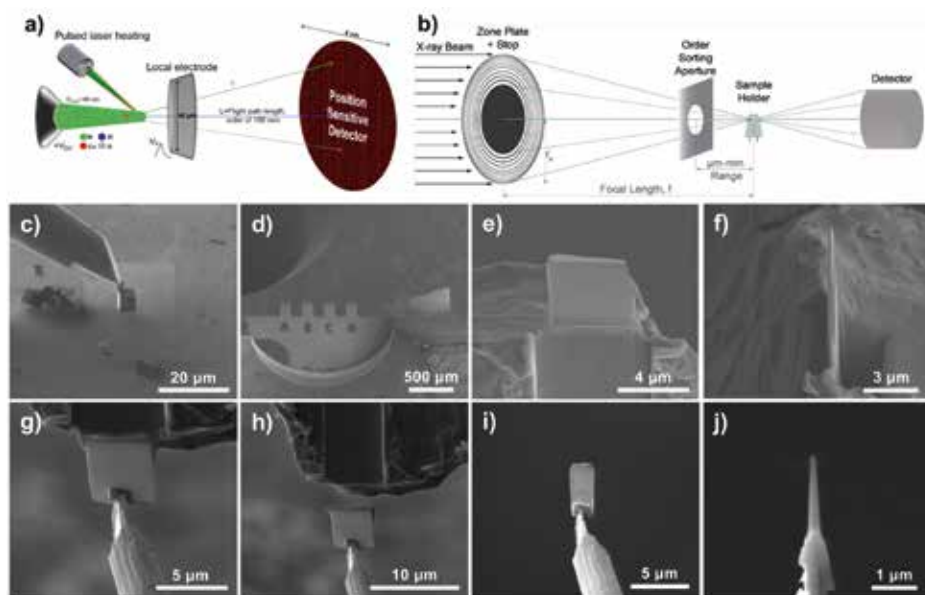 a)
Pulsed laser heating
Local electrode
Position
Sensitive
Detector
b)
Zone Plate
+ Stop
X-ray Beam
Order
Sorting
Aperture
Sample
Holder
Detector
μm-mm
Range
Focal Length, f
c)
20 μm
d)
A B C D
500 μm
e)
4 μm
f)
3 μm
g)
5 μm
h)
10 μm
i)
5 μm
j)
1 μm